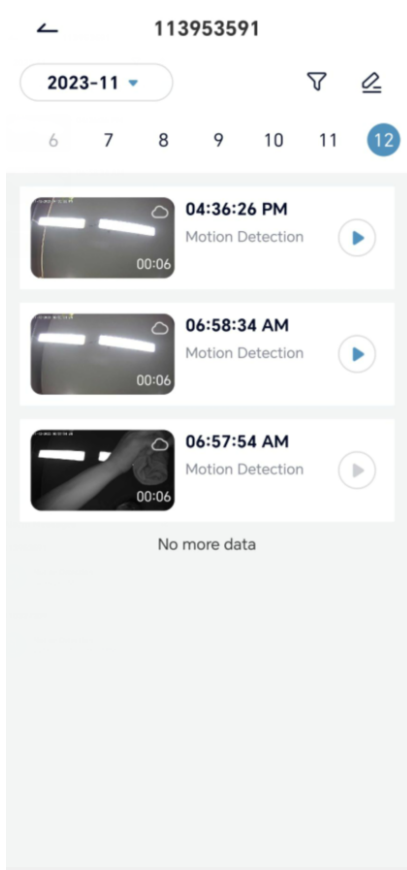 113953591
2023-11
6 7 8 9 10 11 12
04:36:26 PM
Motion Detection
00:06
06:58:34 AM
Motion Detection
00:06
06:57:54 AM
Motion Detection
00:06
No more data